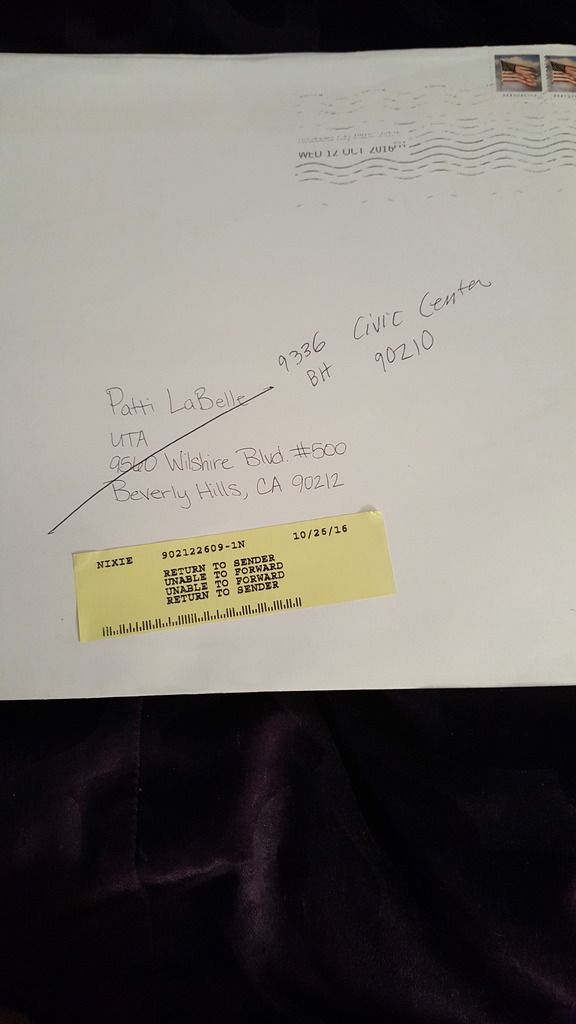 WED 12 OCT 2016
9336 Civic Center
BH 90210
Patti LaBelle
UTA
9560 Wilshire Blvd. #500
Beverly Hills, CA 90212
NIXIE 902122609-1N 10/26/16
RETURN TO SENDER
UNABLE TO FORWARD
UNABLE TO FORWARD
RETURN TO SENDER